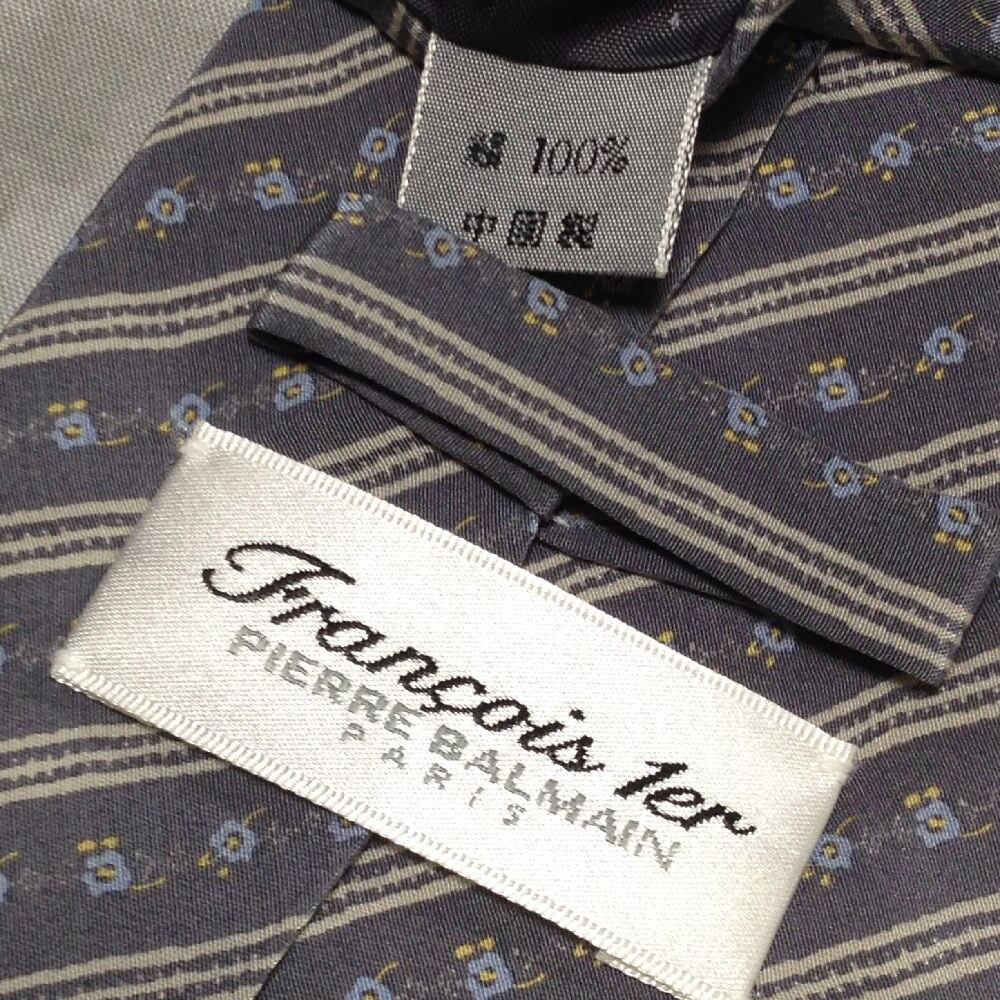 絹 100%
中國製
François 1er
PIERRE BALMAIN
PARIS